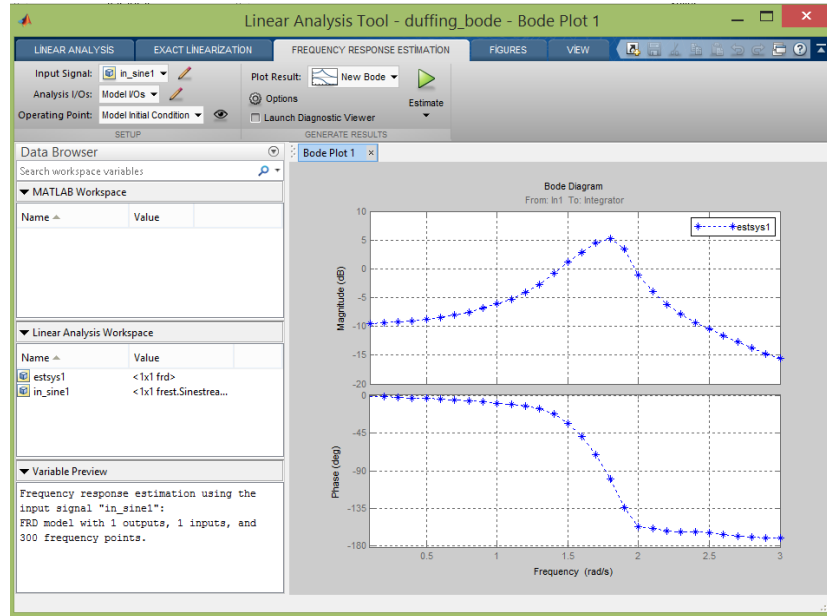 Linear Analysis Tool - duffing_bode - Bode Plot 1
LINEAR ANALYSIS EXACT LINEARIZATION FREQUENCY RESPONSE ESTIMATION FIGURES VIEW
Input Signal: in_sine1
Analysis I/Os: Model I/Os
Operating Point: Model Initial Condition
SETUP
Plot Result: New Bode
Options
Launch Diagnostic Viewer
Estimate
GENERATE RESULTS
Data Browser
Search workspace variables
MATLAB Workspace
Name Value
Linear Analysis Workspace
Name Value
estsys1 <1x1 frd>
in_sine1 <1x1 frest.Sinestrea...
Variable Preview
Frequency response estimation using the
input signal "in_sine1":
FRD model with 1 outputs, 1 inputs, and
300 frequency points.
Bode Plot 1
Bode Diagram
From: In1 To: Integrator
estsys1
Magnitude (dB)
10
5
0
-5
-10
-15
-20
Phase (deg)
0
-45
-90
-135
-180
0.5 1 1.5 2 2.5 3
Frequency (rad/s)